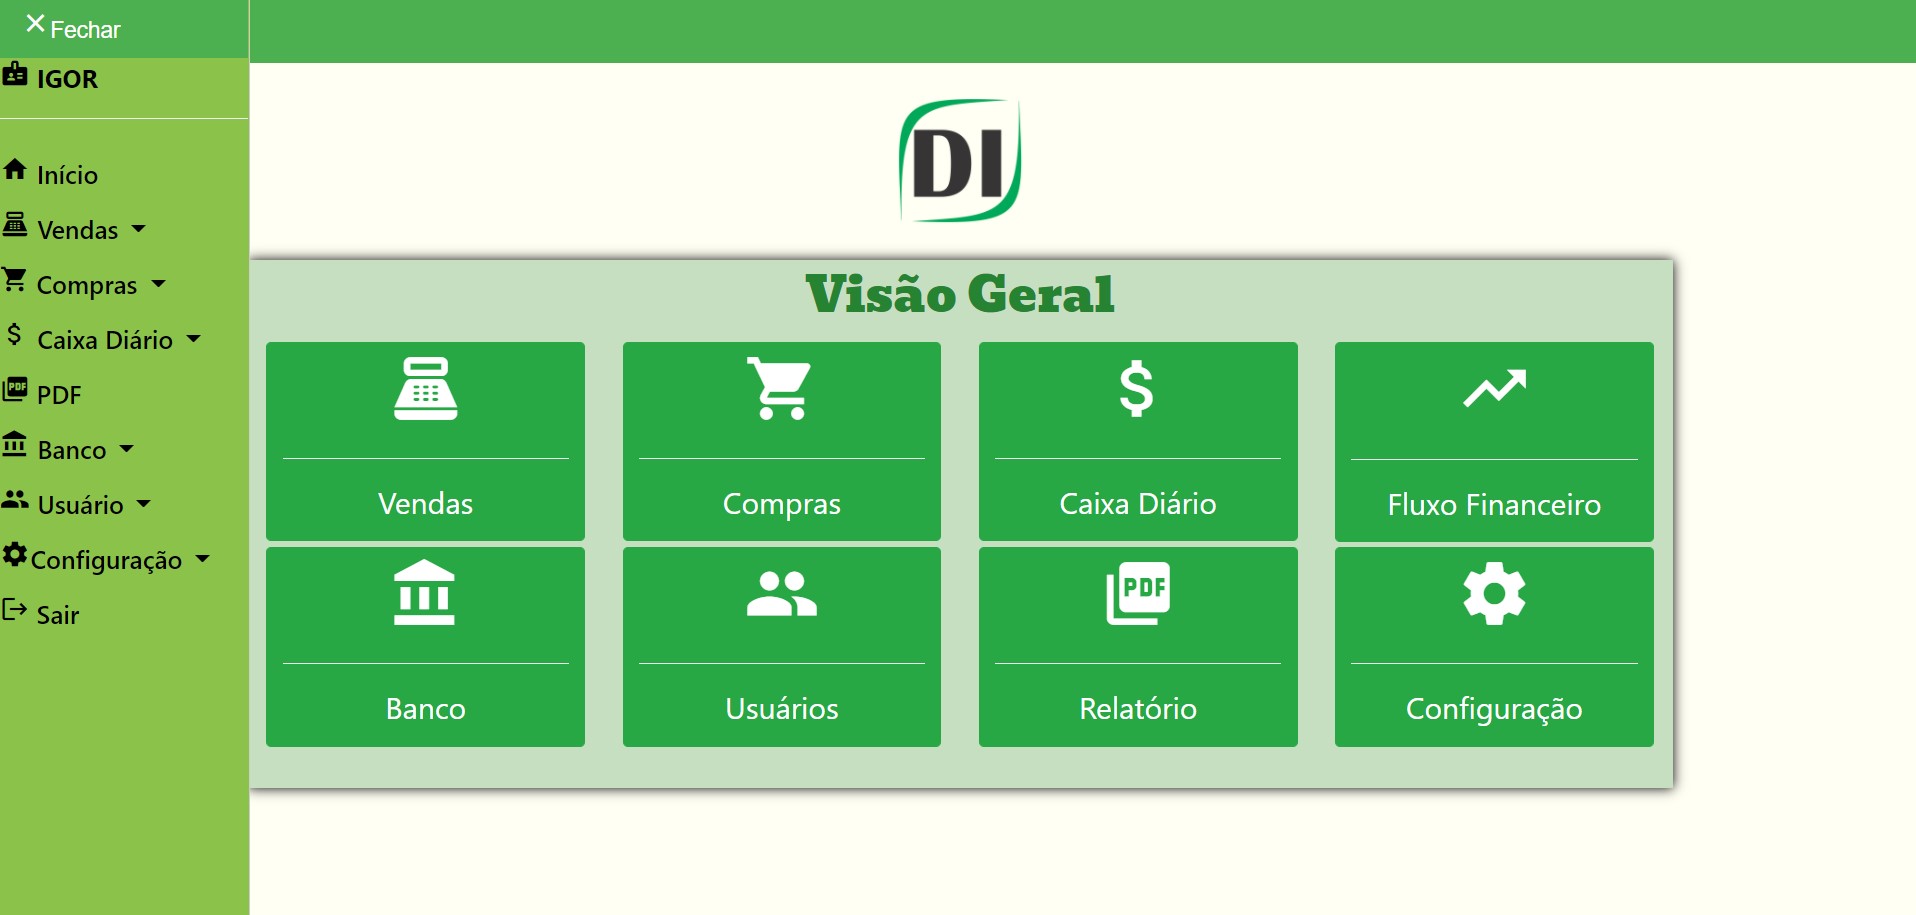 Fechar
IGOR
Início
Vendas
Compras
Caixa Diário
PDF
PDF
Banco
Usuário
Configuração
Sair
DI
Visão Geral
Vendas
Compras
Caixa Diário
Fluxo Financeiro
PDF
Banco
Usuários
Relatório
Configuração